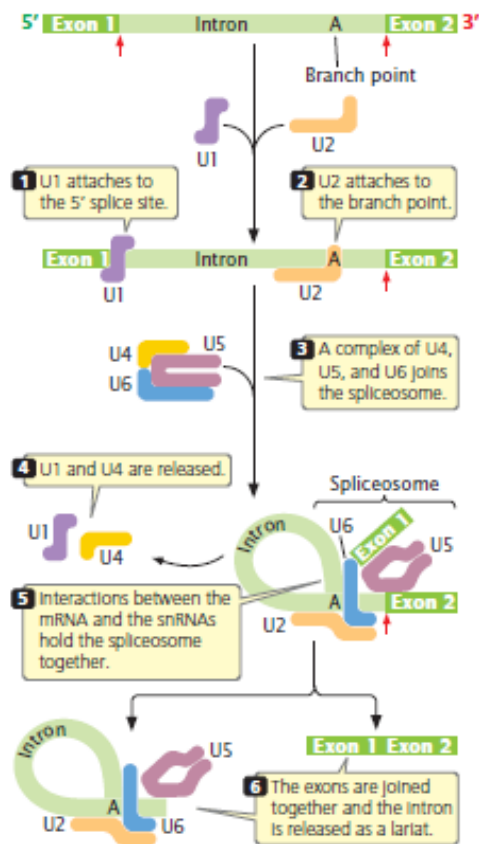 5′ Exon 1 Intron A Exon 2 3′
Branch point
U1
U2
1 U1 attaches to
the 5′ splice site.
2 U2 attaches to
the branch point.
Exon 1 Intron A Exon 2
U1
U2
U4
U5
U6
3 A complex of U4,
U5, and U6 joins
the spliceosome.
4 U1 and U4 are released.
U1
U4
Spliceosome
Intron
U6
Exon 1
U5
A
Exon 2
U2
5 Interactions between the
mRNA and the snRNAs
hold the spliceosome
together.
Intron
U5
A
U2
U6
Exon 1 Exon 2
6 The exons are joined
together and the intron
is released as a lariat.